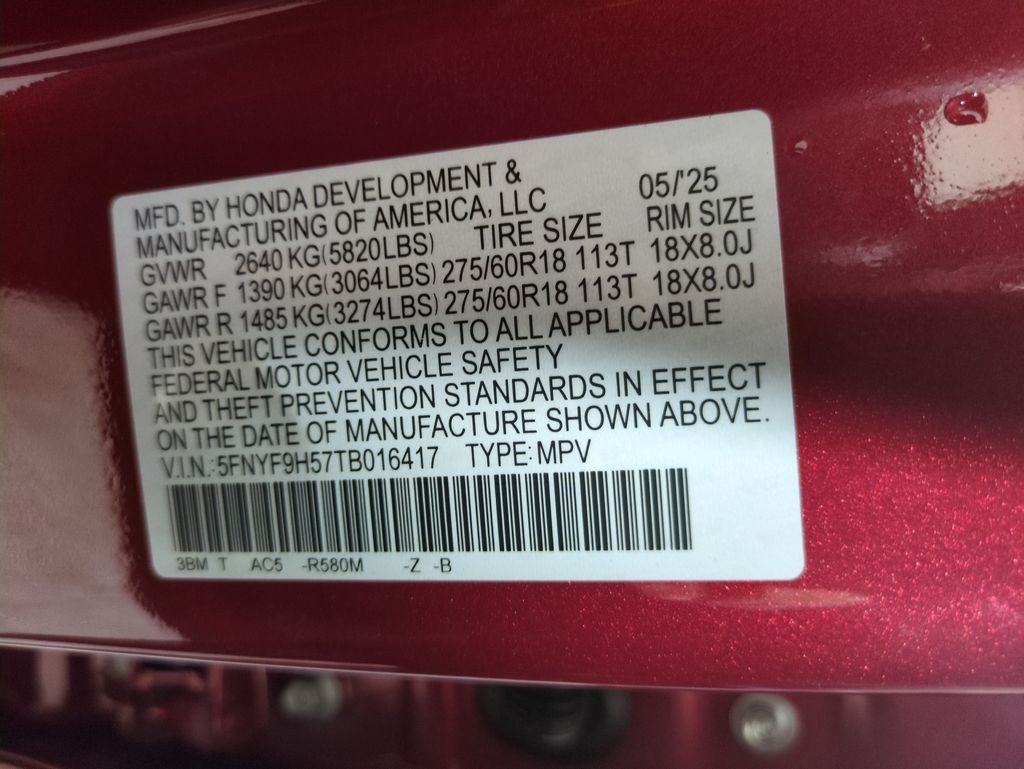 MFD. BY HONDA DEVELOPMENT &
MANUFACTURING OF AMERICA, LLC 05/'25
GVWR 2640 KG(5820LBS) TIRE SIZE RIM SIZE
GAWR F 1390 KG(3064LBS) 275/60R18 113T 18X8.0J
GAWR R 1485 KG(3274LBS) 275/60R18 113T 18X8.0J
THIS VEHICLE CONFORMS TO ALL APPLICABLE
FEDERAL MOTOR VEHICLE SAFETY
AND THEFT PREVENTION STANDARDS IN EFFECT
ON THE DATE OF MANUFACTURE SHOWN ABOVE.
V.I.N.:5FNYF9H57TB016417 TYPE:MPV
3BM T AC5 -R580M -Z -B